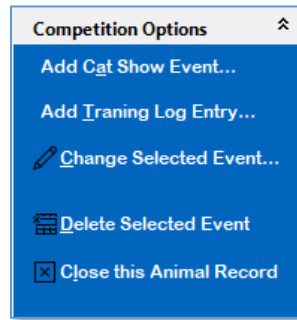 Competition Options
Add Cat Show Event...
Add Traning Log Entry...
Change Selected Event...
Delete Selected Event
Close this Animal Record